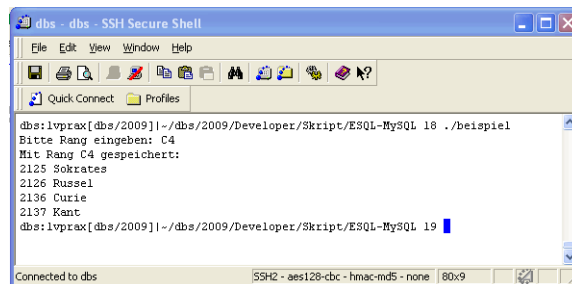 dbs - dbs - SSH Secure Shell
File Edit View Window Help
Quick Connect Profiles
dbs:lvprax[dbs/2009]|~/dbs/2009/Developer/Skript/ESQL-MySQL 18 ./beispiel
Bitte Rang eingeben: C4
Mit Rang C4 gespeichert:
2125 Sokrates
2126 Russel
2136 Curie
2137 Kant
dbs:lvprax[dbs/2009]|~/dbs/2009/Developer/Skript/ESQL-MySQL 19
Connected to dbs SSH2 - aes128-cbc - hmac-md5 - none 80x9